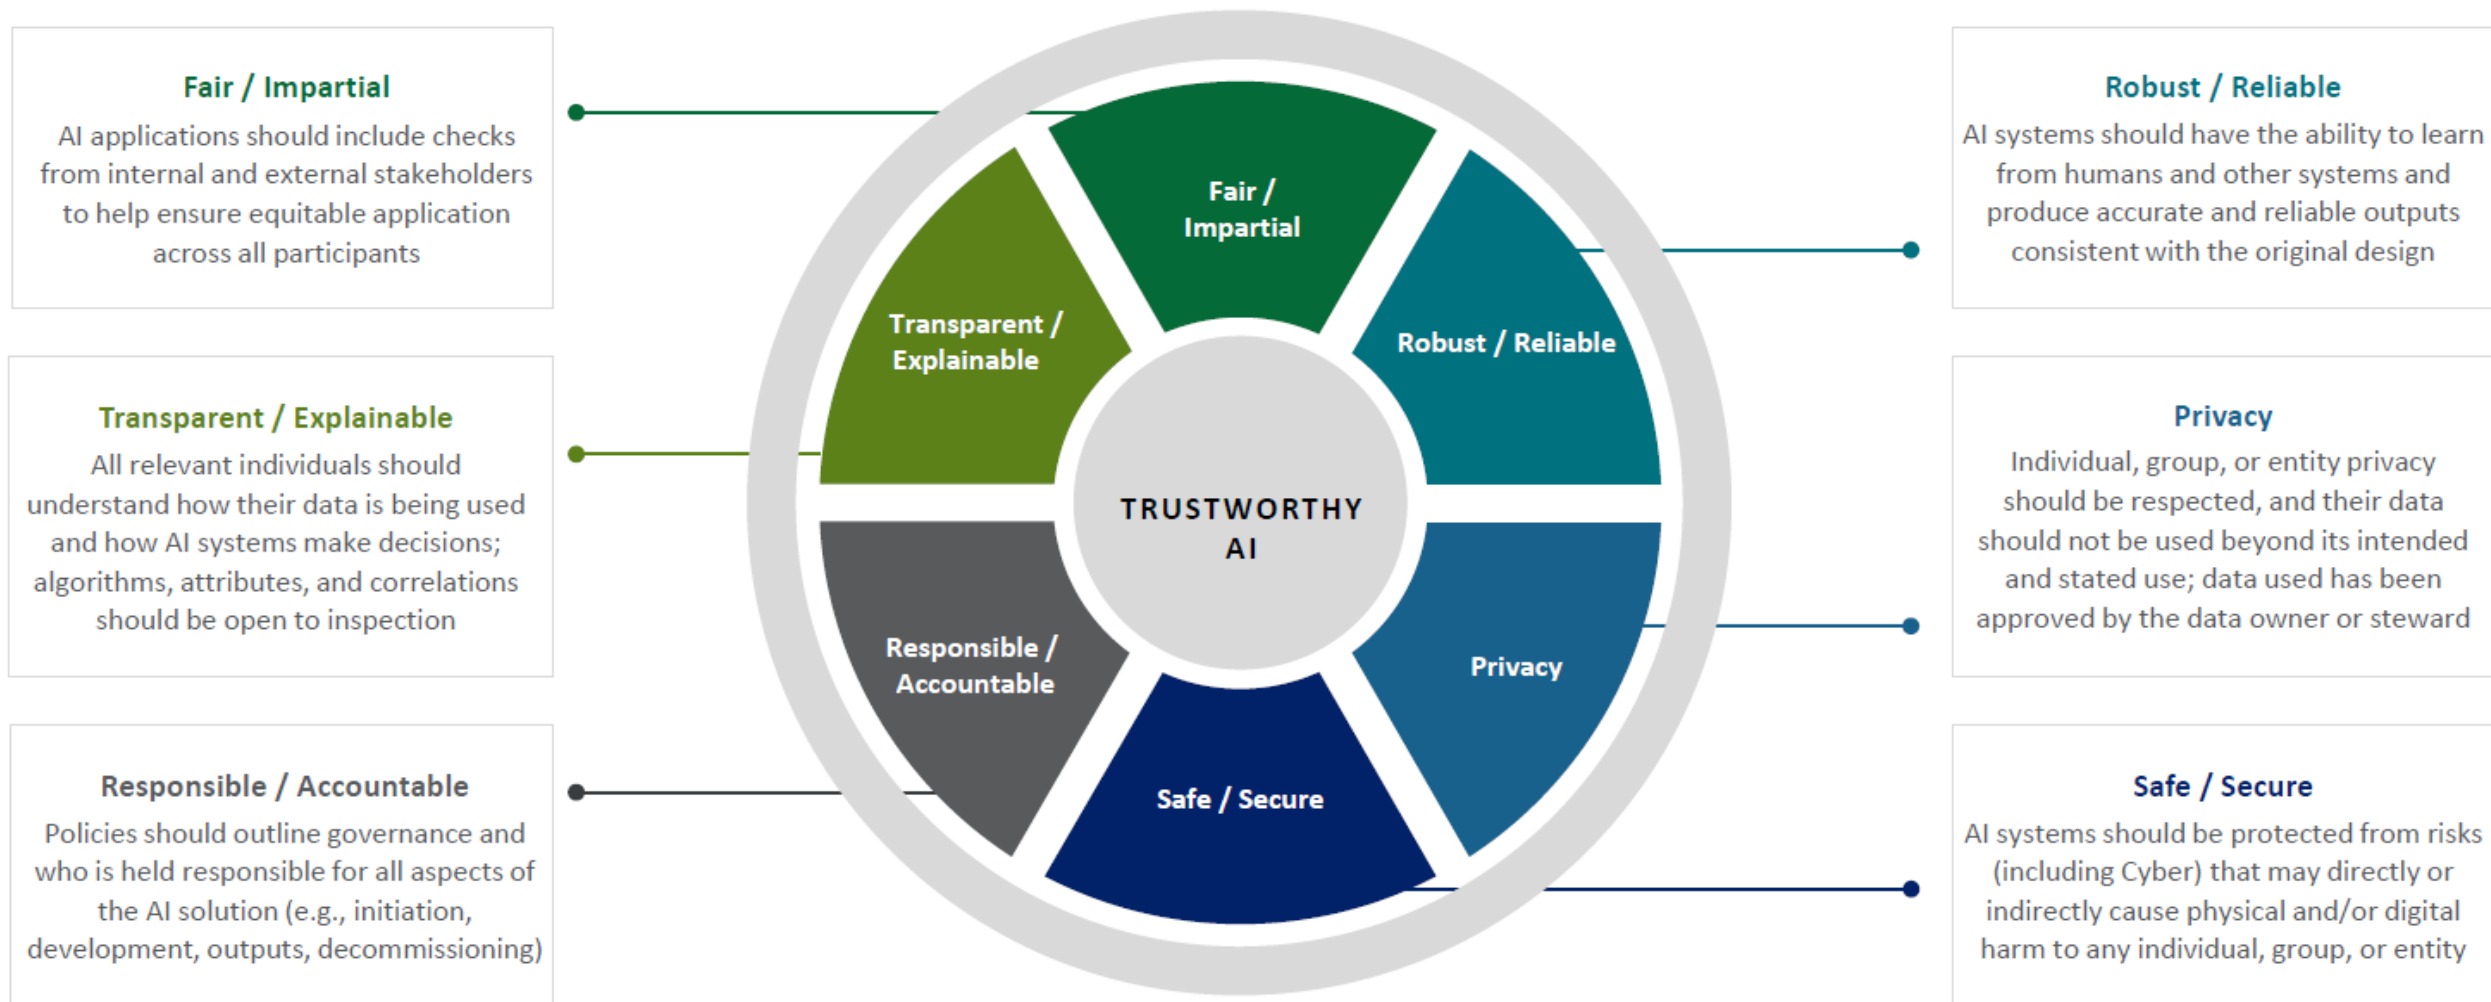 Fair / Impartial
AI applications should include checks
from internal and external stakeholders
to help ensure equitable application
across all participants
Transparent / Explainable
All relevant individuals should
understand how their data is being used
and how AI systems make decisions;
algorithms, attributes, and correlations
should be open to inspection
Responsible / Accountable
Policies should outline governance and
who is held responsible for all aspects of
the AI solution (e.g., initiation,
development, outputs, decommissioning)
Fair /
Impartial
Transparent /
Explainable
Robust / Reliable
TRUSTWORTHY
AI
Responsible /
Accountable
Privacy
Safe / Secure
Robust / Reliable
AI systems should have the ability to learn
from humans and other systems and
produce accurate and reliable outputs
consistent with the original design
Privacy
Individual, group, or entity privacy
should be respected, and their data
should not be used beyond its intended
and stated use; data used has been
approved by the data owner or steward
Safe / Secure
AI systems should be protected from risks
(including Cyber) that may directly or
indirectly cause physical and/or digital
harm to any individual, group, or entity